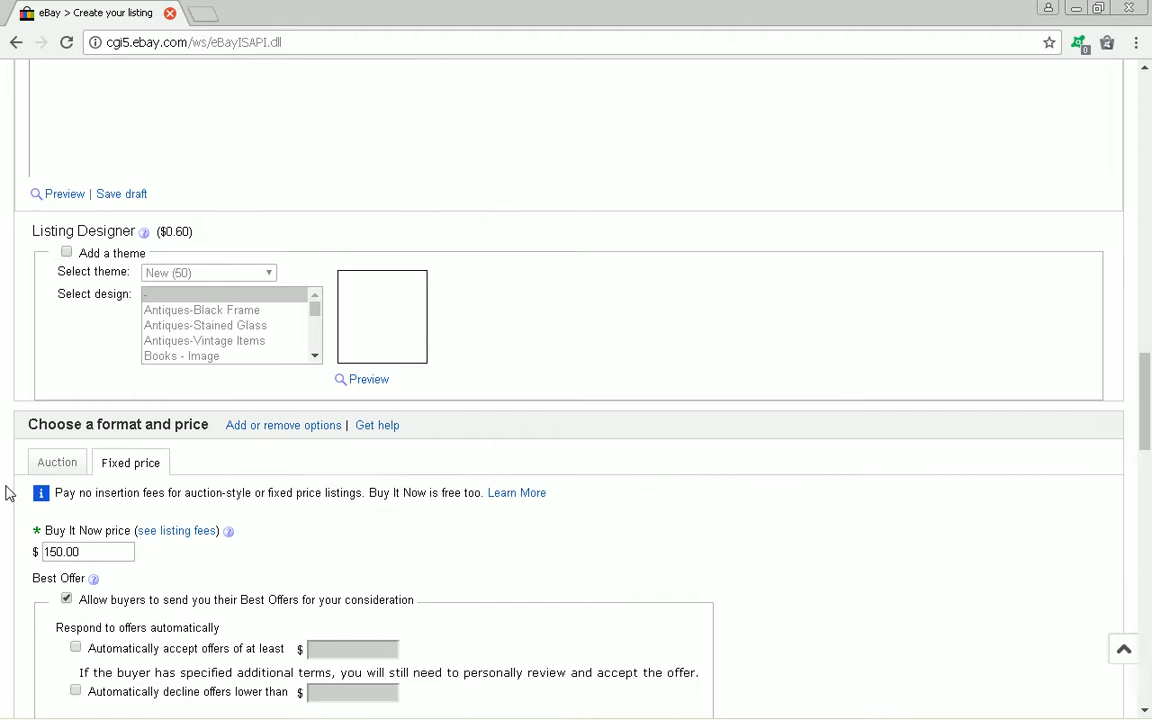 eBay > Create your listing
cgi5.ebay.com/ws/eBayISAPI.dll
0
Preview | Save draft
Listing Designer ? ($0.60)
Add a theme
Select theme: New (50)
Select design: -
Antiques-Black Frame
Antiques-Stained Glass
Antiques-Vintage Items
Books - Image
Preview
Choose a format and price Add or remove options | Get help
Auction Fixed price
i Pay no insertion fees for auction-style or fixed price listings. Buy It Now is free too. Learn More
* Buy It Now price (see listing fees) ?
$ 150.00
Best Offer ?
Allow buyers to send you their Best Offers for your consideration
Respond to offers automatically
Automatically accept offers of at least $
If the buyer has specified additional terms, you will still need to personally review and accept the offer.
Automatically decline offers lower than $